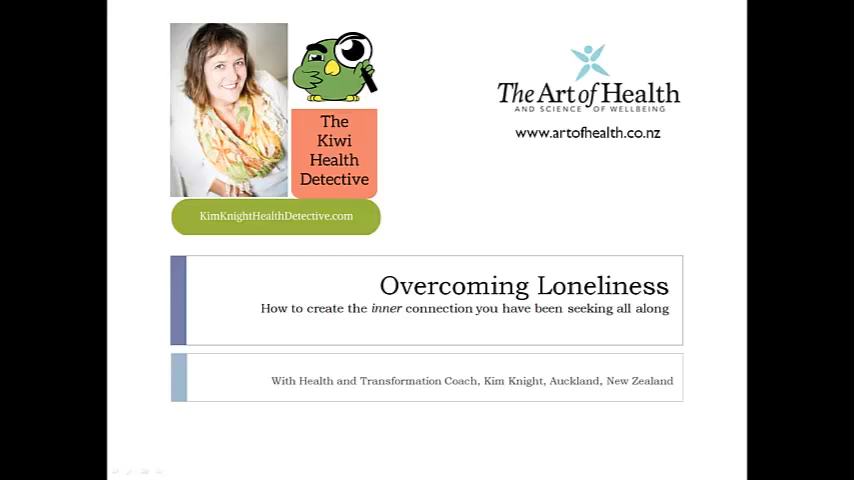 The
Kiwi
Health
Detective
KimKnightHealthDetective.com
The Art of Health
AND SCIENCE OF WELLBEING
www.artofhealth.co.nz
Overcoming Loneliness
How to create the inner connection you have been seeking all along
With Health and Transformation Coach, Kim Knight, Auckland, New Zealand